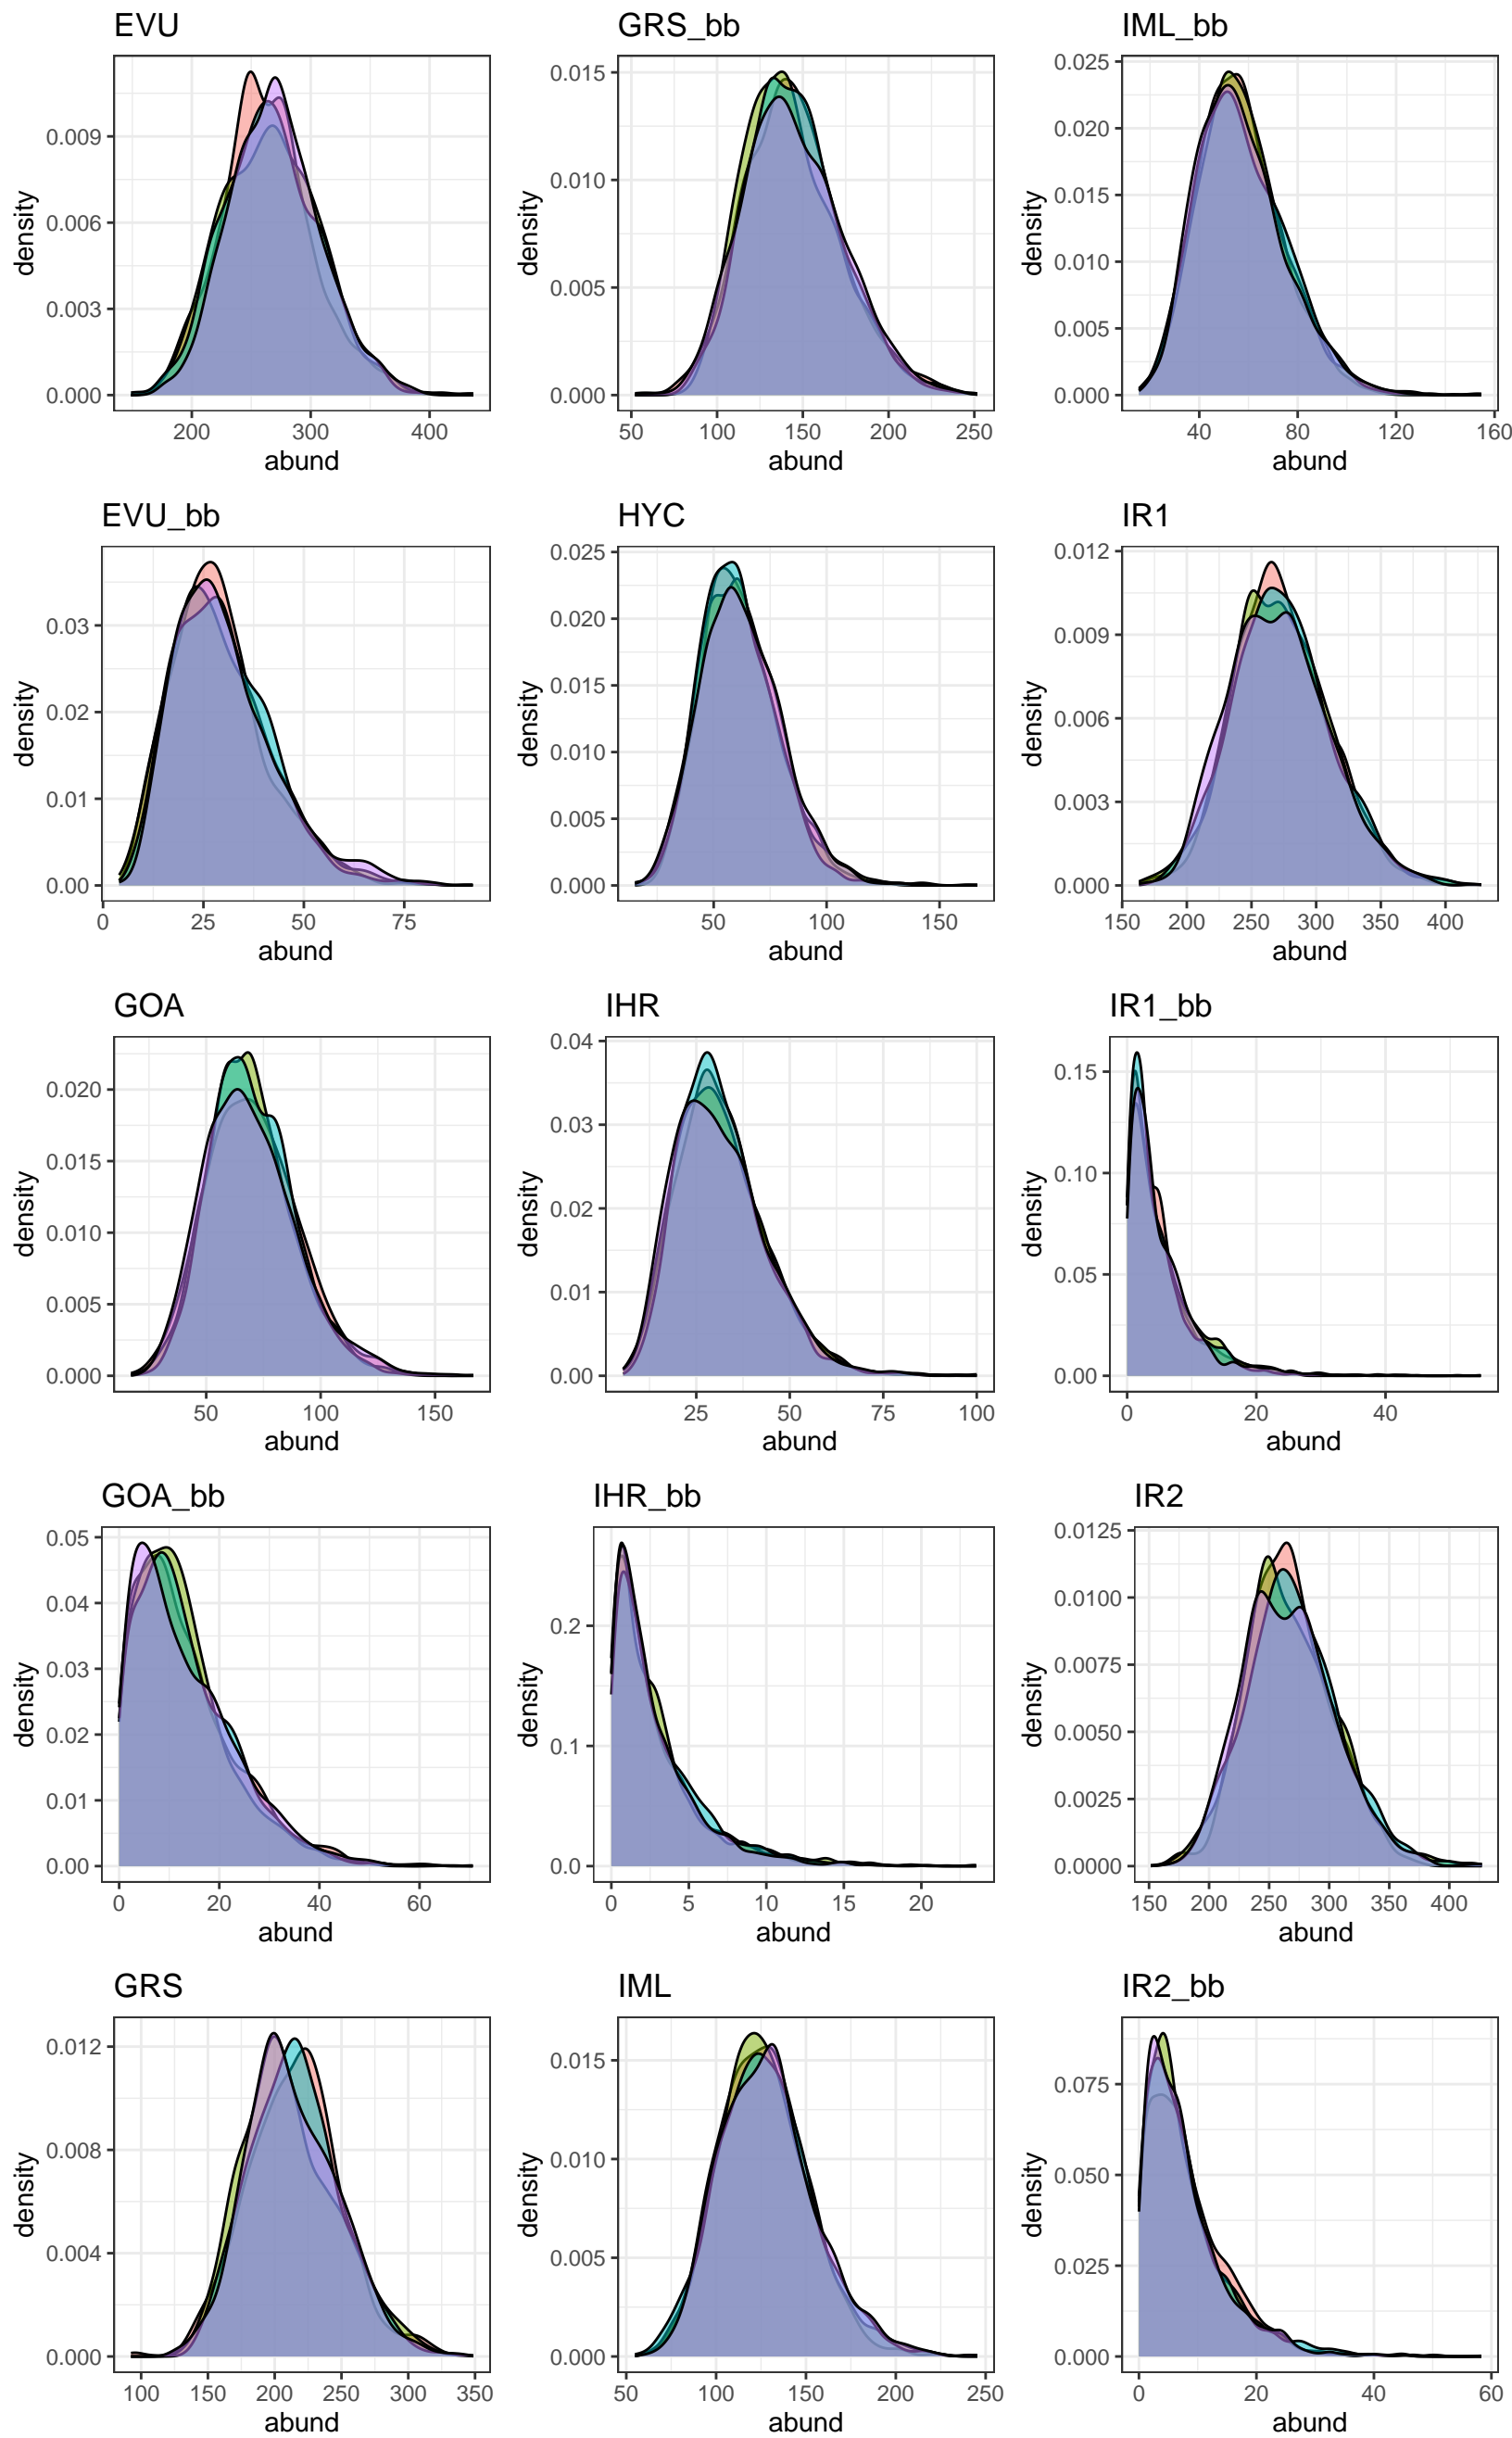 EVU
GRS_bb
IML_bb
density
0.009
0.006
0.003
0.000
200 300 400
abund
density
0.015
0.010
0.005
0.000
50 100 150 200 250
abund
density
0.025
0.020
0.015
0.010
0.005
0.000
40 80 120 160
abund
EVU_bb
HYC
IR1
density
0.03
0.02
0.01
0.00
0 25 50 75
abund
density
0.025
0.020
0.015
0.010
0.005
0.000
50 100 150
abund
density
0.012
0.009
0.006
0.003
0.000
150 200 250 300 350 400
abund
GOA
IHR
IR1_bb
density
0.020
0.015
0.010
0.005
0.000
50 100 150
abund
density
0.04
0.03
0.02
0.01
0.00
25 50 75 100
abund
density
0.15
0.10
0.05
0.00
0 20 40
abund
GOA_bb
IHR_bb
IR2
density
0.05
0.04
0.03
0.02
0.01
0.00
0 20 40 60
abund
density
0.2
0.1
0.0
0 5 10 15 20
abund
density
0.0125
0.0100
0.0075
0.0050
0.0025
0.0000
150 200 250 300 350 400
abund
GRS
IML
IR2_bb
density
0.012
0.008
0.004
0.000
100 150 200 250 300 350
abund
density
0.015
0.010
0.005
0.000
50 100 150 200 250
abund
density
0.075
0.050
0.025
0.000
0 20 40 60
abund